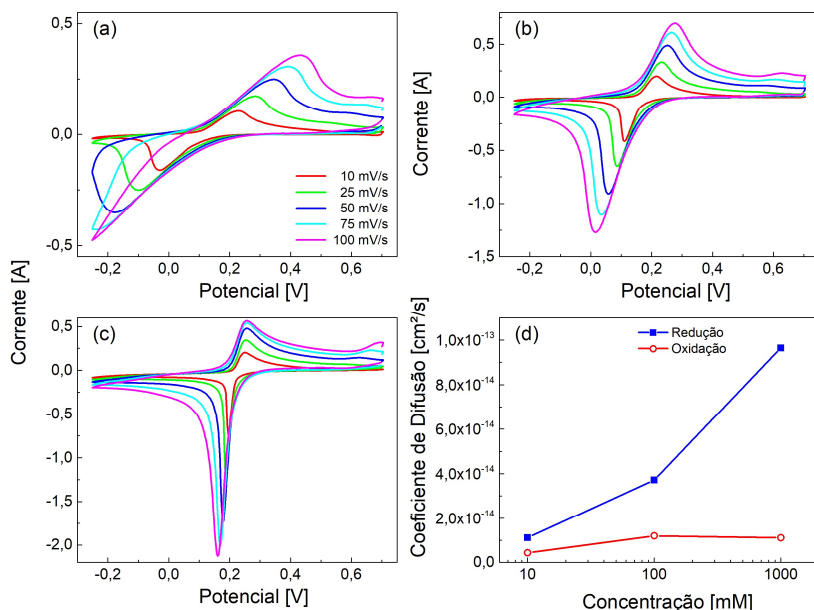 (a)
0,5
0,0
-0,5
-0,2 0,0 0,2 0,4 0,6
Potencial [V]
10 mV/s
25 mV/s
50 mV/s
75 mV/s
100 mV/s
(b)
1,0
0,5
0,0
-0,5
-1,0
-1,5
-0,2 0,0 0,2 0,4 0,6
Potencial [V]
Corrente [A]
Corrente [A]
(c)
0,5
0,0
-0,5
-1,0
-1,5
-2,0
-0,2 0,0 0,2 0,4 0,6
Potencial [V]
(d)
Redução
Oxidação
1,0x10⁻¹³
8,0x10⁻¹⁴
6,0x10⁻¹⁴
4,0x10⁻¹⁴
2,0x10⁻¹⁴
0,0
10 100 1000
Concentração [mM]
Coeficiente de Difusão [cm²/s]